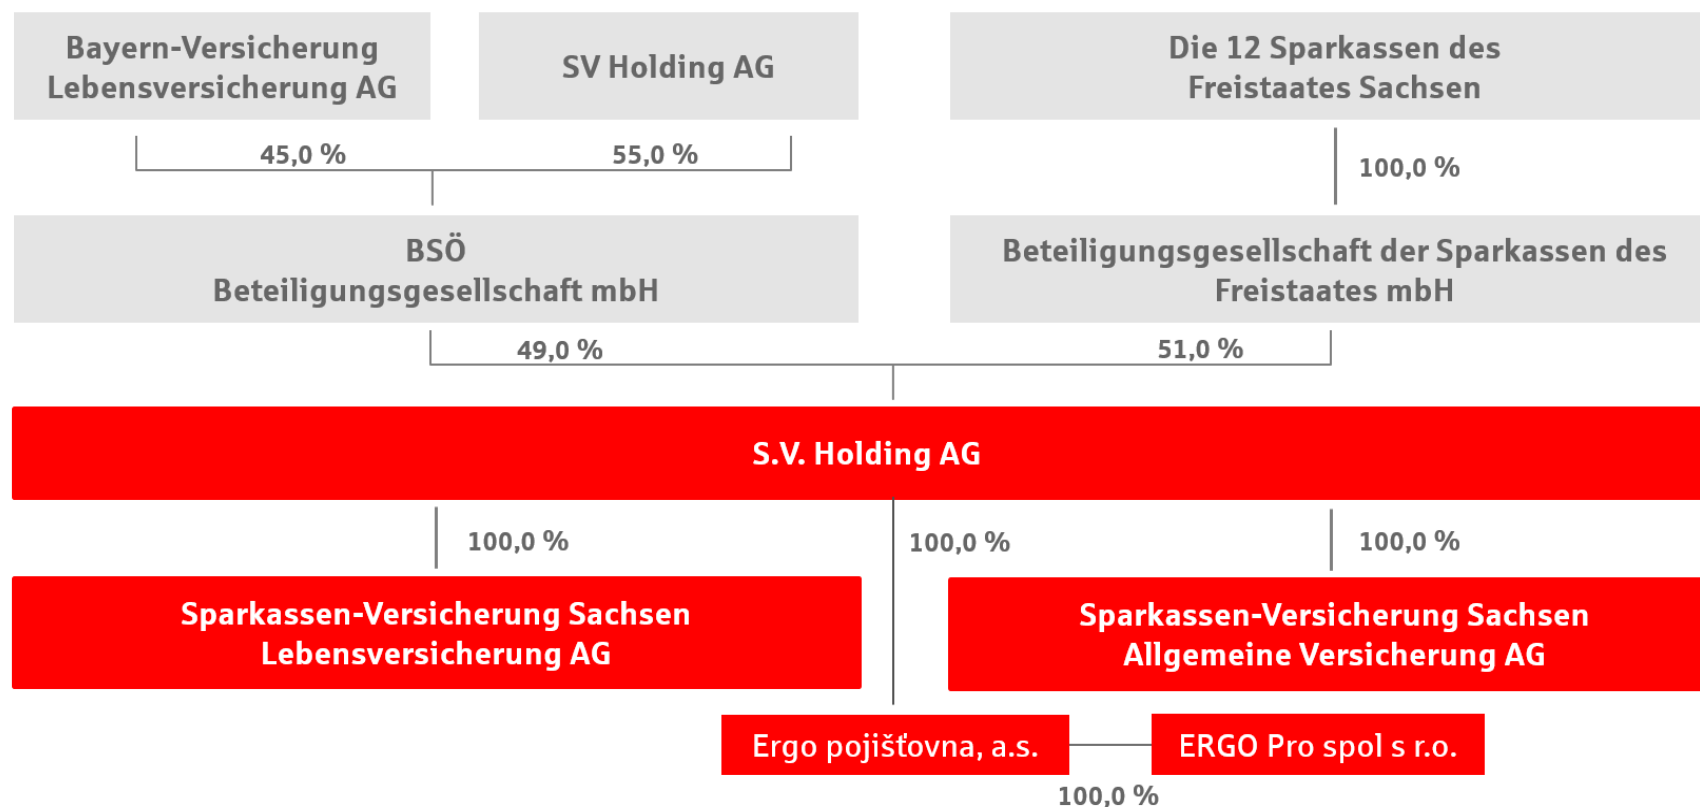 Bayern-Versicherung
Lebensversicherung AG
SV Holding AG
Die 12 Sparkassen des
Freistaates Sachsen
45,0 %
55,0 %
100,0 %
BSÖ
Beteiligungsgesellschaft mbH
Beteiligungsgesellschaft der Sparkassen des
Freistaates mbH
49,0 %
51,0 %
S.V. Holding AG
100,0 %
100,0 %
100,0 %
Sparkassen-Versicherung Sachsen
Lebensversicherung AG
Sparkassen-Versicherung Sachsen
Allgemeine Versicherung AG
Ergo pojišťovna, a.s.
ERGO Pro spol s r.o.
100,0 %